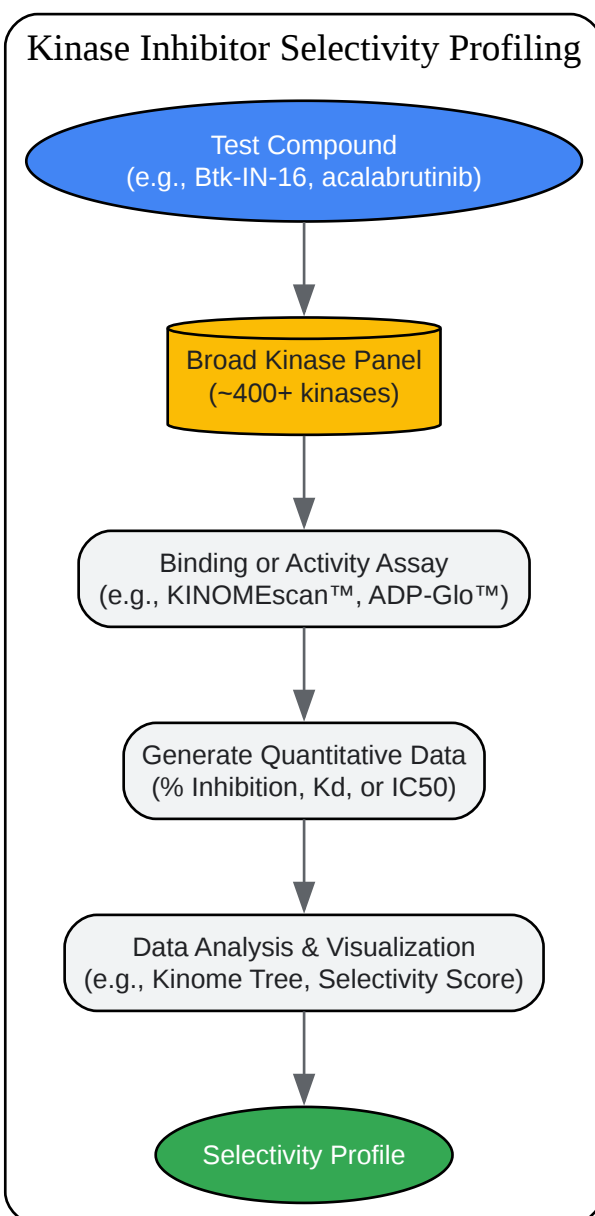 Kinase Inhibitor Selectivity Profiling
Test Compound
(e.g., Btk-IN-16, acalabrutinib)
Broad Kinase Panel
(~400+ kinases)
Binding or Activity Assay
(e.g., KINOMEscan™, ADP-Glo™)
Generate Quantitative Data
(% Inhibition, Kd, or IC50)
Data Analysis & Visualization
(e.g., Kinome Tree, Selectivity Score)
Selectivity Profile